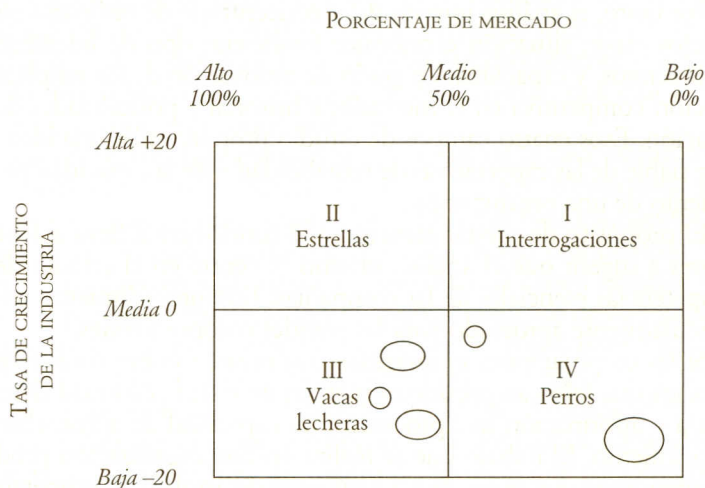 PORCENTAJE DE MERCADO
Alto Medio Bajo
100% 50% 0%
Alta +20
II I
Estrellas Interrogaciones
TASA DE CRECIMIENTO
DE LA INDUSTRIA
Media 0
III IV
Vacas Perros
lecheras
Baja –20